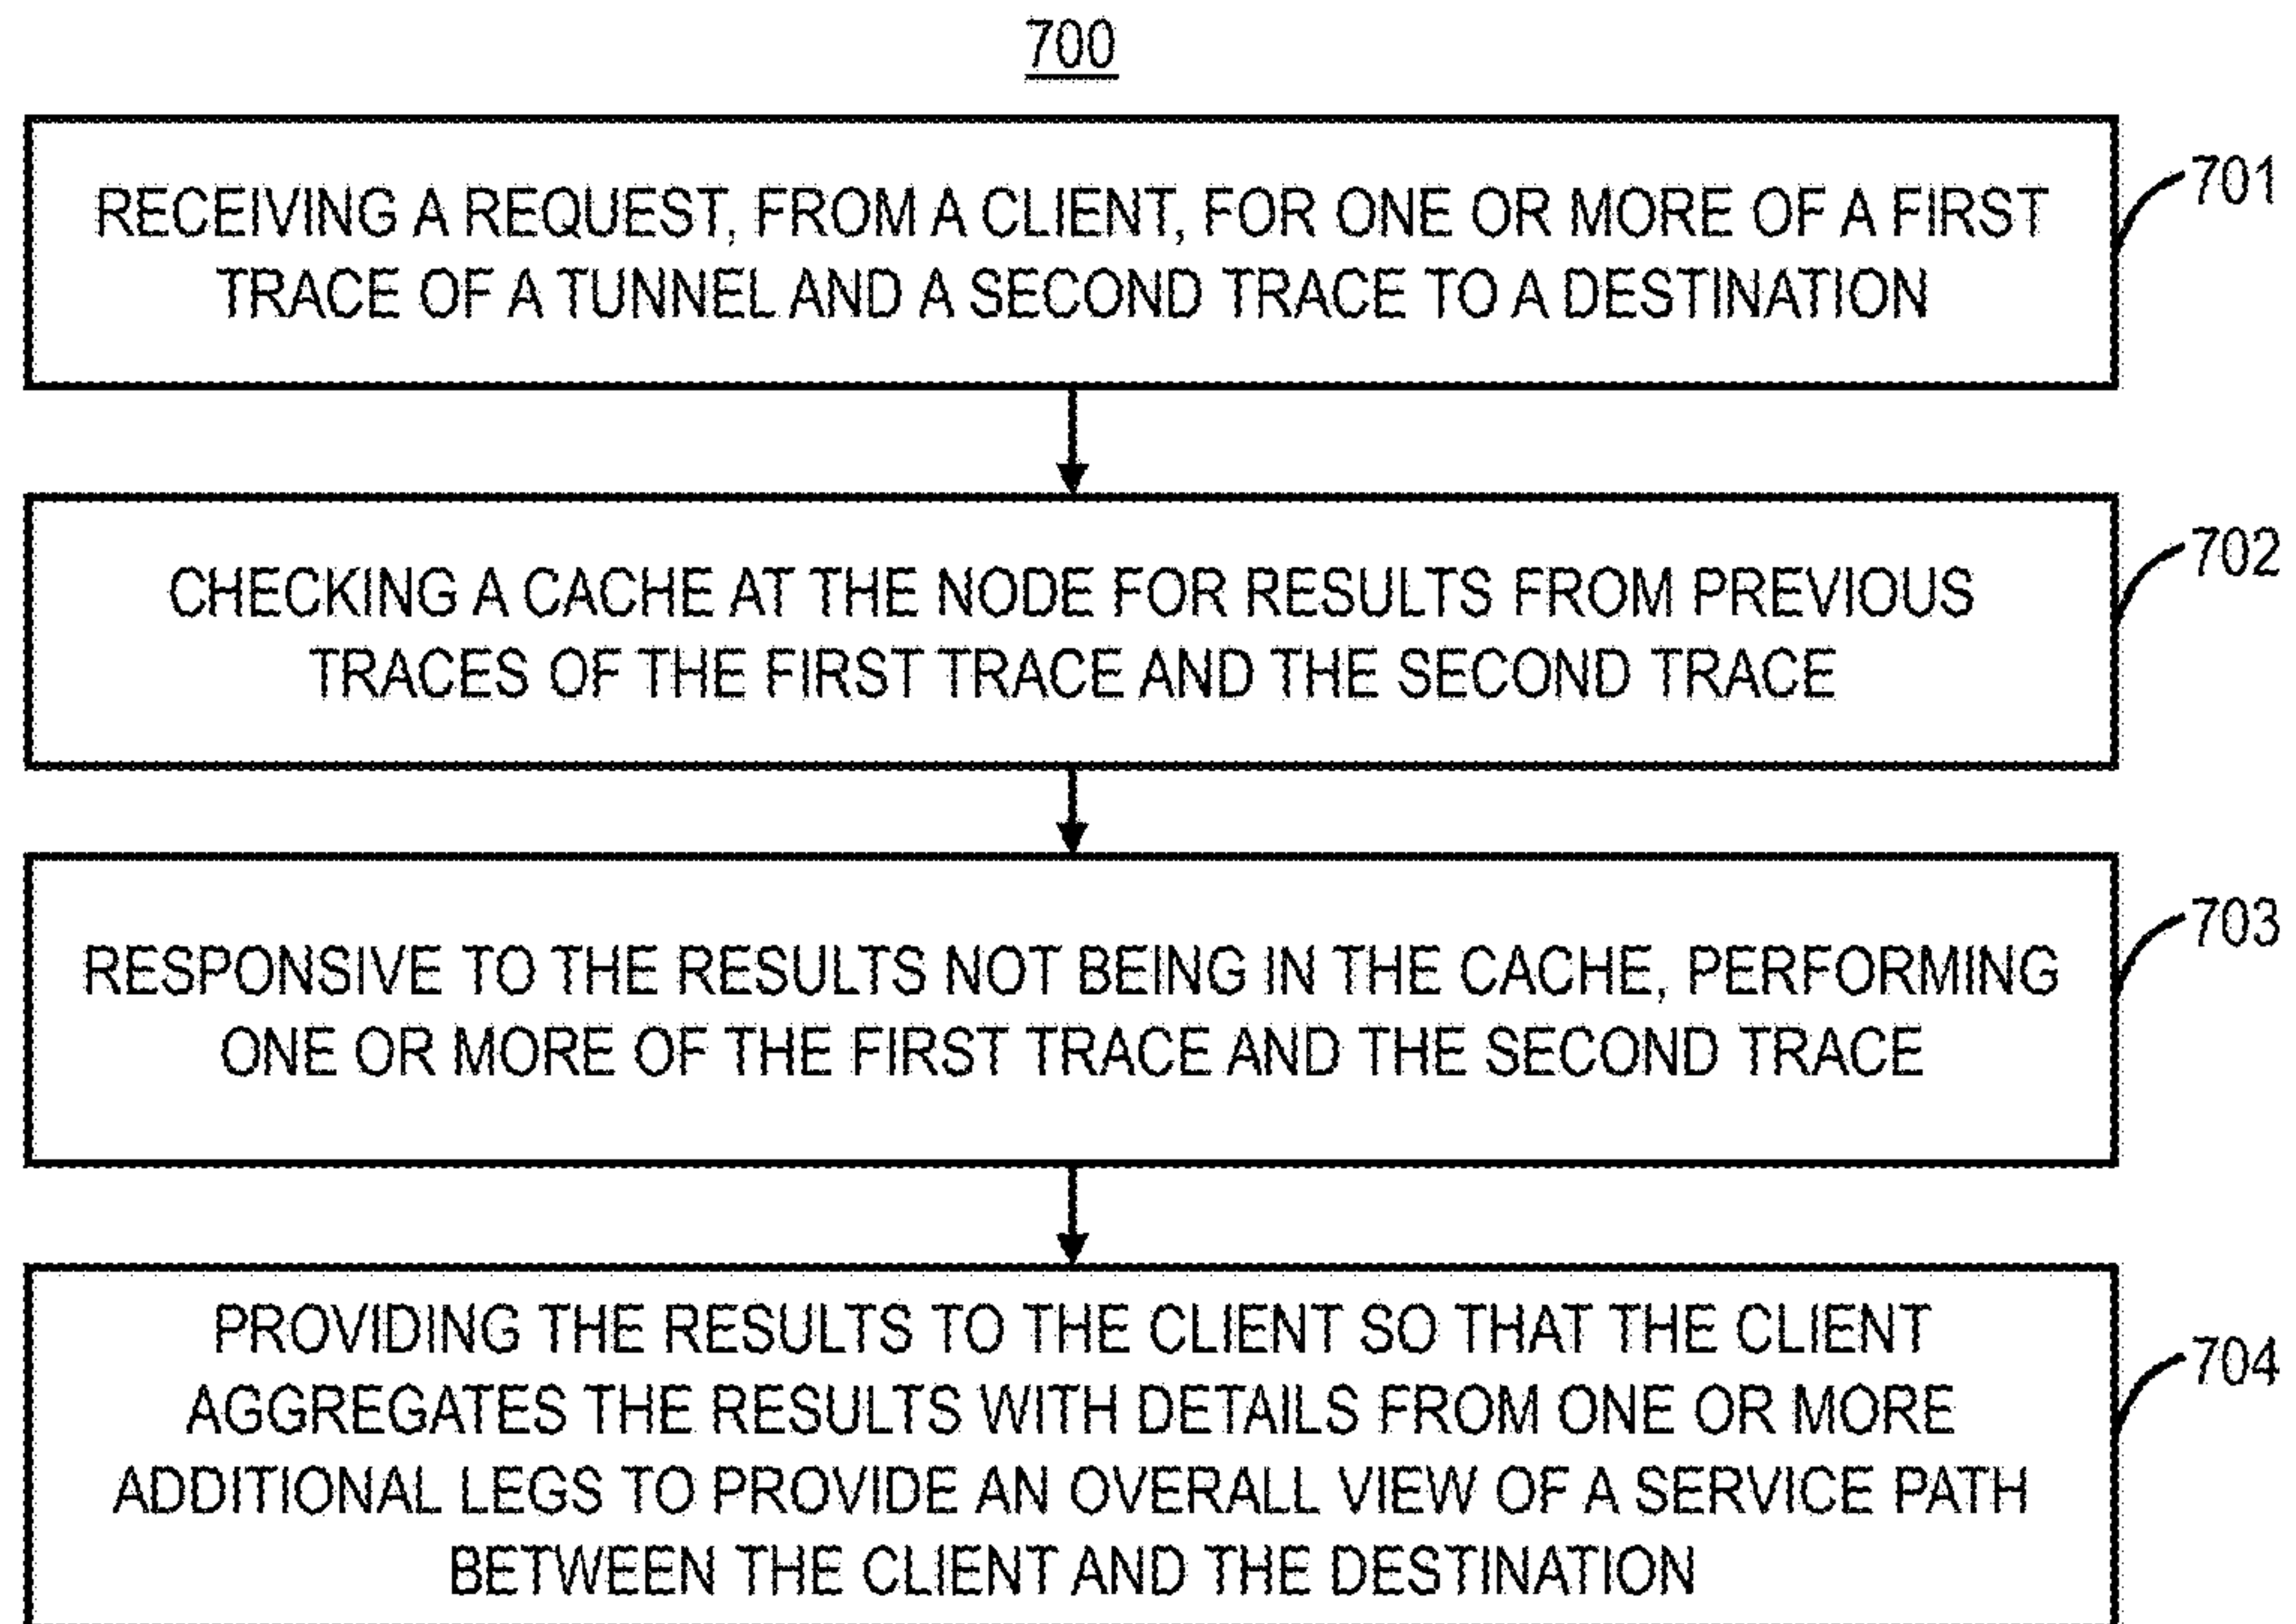 700
RECEIVING A REQUEST, FROM A CLIENT, FOR ONE OR MORE OF A FIRST
TRACE OF A TUNNEL AND A SECOND TRACE TO A DESTINATION
701
CHECKING A CACHE AT THE NODE FOR RESULTS FROM PREVIOUS
TRACES OF THE FIRST TRACE AND THE SECOND TRACE
702
RESPONSIVE TO THE RESULTS NOT BEING IN THE CACHE, PERFORMING
ONE OR MORE OF THE FIRST TRACE AND THE SECOND TRACE
703
PROVIDING THE RESULTS TO THE CLIENT SO THAT THE CLIENT
AGGREGATES THE RESULTS WITH DETAILS FROM ONE OR MORE
ADDITIONAL LEGS TO PROVIDE AN OVERALL VIEW OF A SERVICE PATH
BETWEEN THE CLIENT AND THE DESTINATION
704